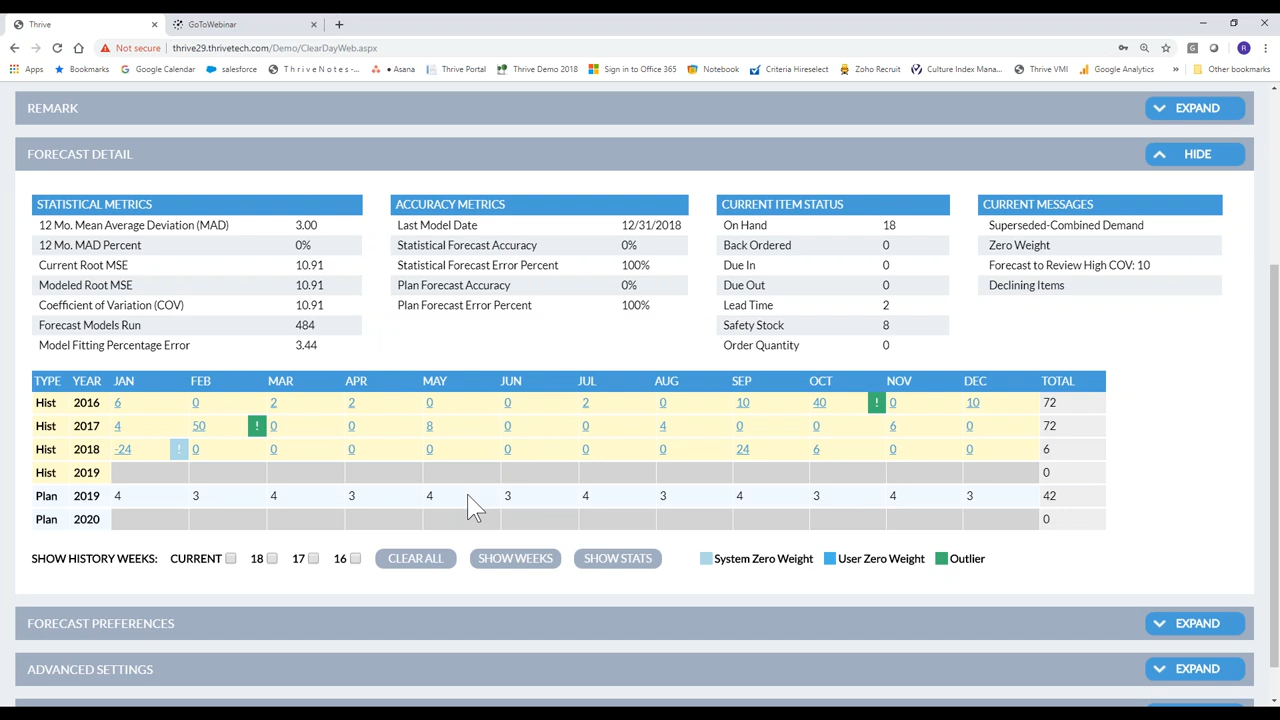 Thrive
GoToWebinar
Not secure thrive29.thrivetech.com/Demo/ClearDayWeb.aspx
Apps Bookmarks Google Calendar salesforce T h r i v e N o t e s -... Asana Thrive Portal Thrive Demo 2018 Sign in to Office 365 Notebook Criteria Hireselect Zoho Recruit Culture Index Mana... Thrive VMI Google Analytics » Other bookmarks
REMARK EXPAND
FORECAST DETAIL HIDE
STATISTICAL METRICS
12 Mo. Mean Average Deviation (MAD) 3.00
12 Mo. MAD Percent 0%
Current Root MSE 10.91
Modeled Root MSE 10.91
Coefficient of Variation (COV) 10.91
Forecast Models Run 484
Model Fitting Percentage Error 3.44
ACCURACY METRICS
Last Model Date 12/31/2018
Statistical Forecast Accuracy 0%
Statistical Forecast Error Percent 100%
Plan Forecast Accuracy 0%
Plan Forecast Error Percent 100%
CURRENT ITEM STATUS
On Hand 18
Back Ordered 0
Due In 0
Due Out 0
Lead Time 2
Safety Stock 8
Order Quantity 0
CURRENT MESSAGES
Superseded-Combined Demand
Zero Weight
Forecast to Review High COV: 10
Declining Items
TYPE YEAR JAN FEB MAR APR MAY JUN JUL AUG SEP OCT NOV DEC TOTAL
Hist 2016 6 0 2 2 0 0 2 0 10 40 ! 0 10 72
Hist 2017 4 50 ! 0 0 8 0 0 4 0 0 6 0 72
Hist 2018 -24 ! 0 0 0 0 0 0 0 24 6 0 0 6
Hist 2019 0
Plan 2019 4 3 4 3 4 3 4 3 4 3 4 3 42
Plan 2020 0
SHOW HISTORY WEEKS: CURRENT 18 17 16 CLEAR ALL SHOW WEEKS SHOW STATS System Zero Weight User Zero Weight Outlier
FORECAST PREFERENCES EXPAND
ADVANCED SETTINGS EXPAND